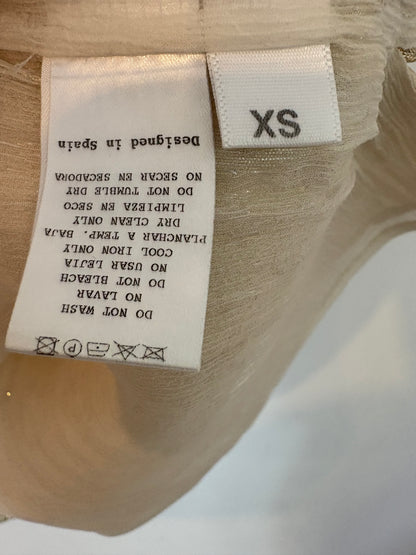 XS
DO NOT WASH
NO LAVAR
DO NOT BLEACH
NO USAR LEJIA
COOL IRON ONLY
PLANCHAR A TEMP. BAJA
DRY CLEAN ONLY
LIMPIEZA EN SECO
DO NOT TUMBLE DRY
NO SECAR EN SECADORA
Designed in Spain